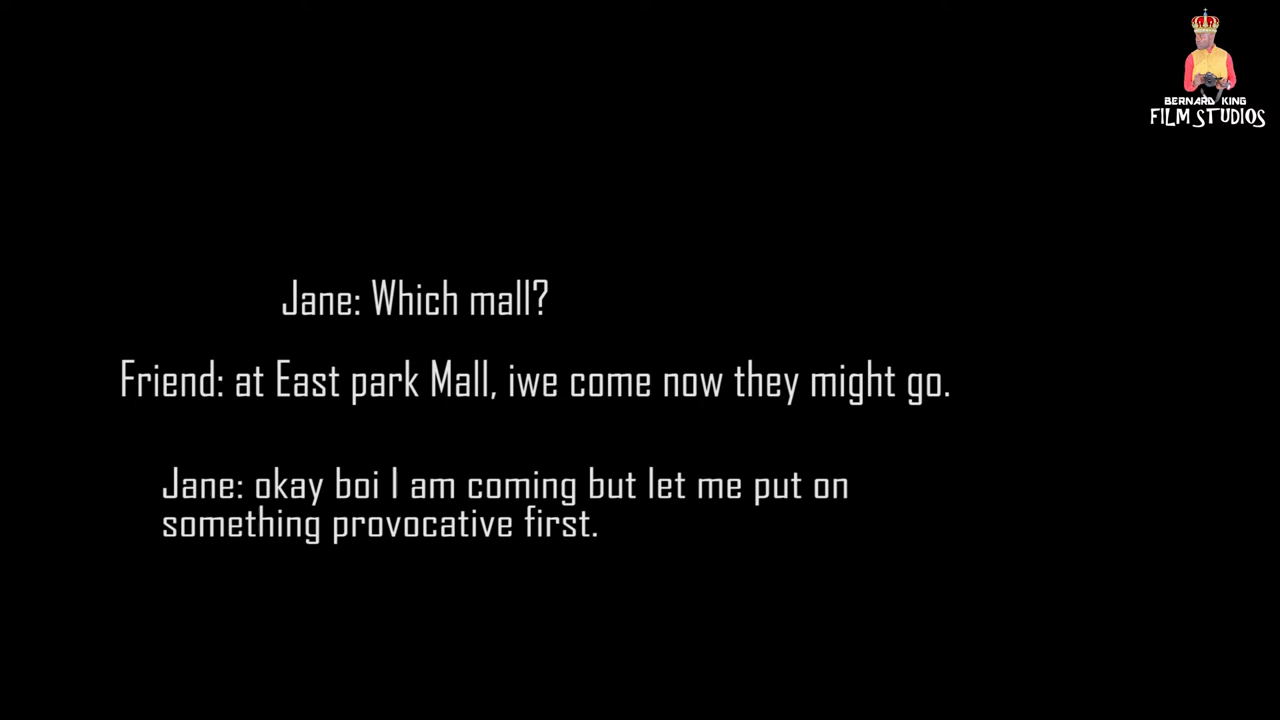 BERNARD KING
FILM STUDIOS
Jane: Which mall?
Friend: at East park Mall, iwe come now they might go.
Jane: okay boi I am coming but let me put on
something provocative first.